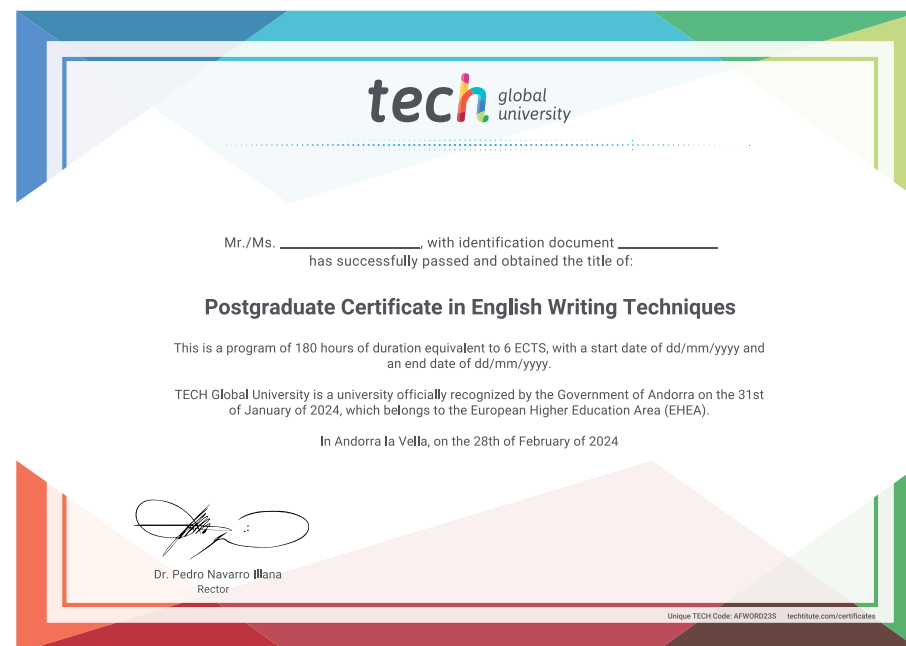 tech global
university
Mr./Ms. ____________________, with identification document ______________
has successfully passed and obtained the title of:
Postgraduate Certificate in English Writing Techniques
This is a program of 180 hours of duration equivalent to 6 ECTS, with a start date of dd/mm/yyyy and
an end date of dd/mm/yyyy.
TECH Global University is a university officially recognized by the Government of Andorra on the 31st
of January of 2024, which belongs to the European Higher Education Area (EHEA).
In Andorra la Vella, on the 28th of February of 2024
Dr. Pedro Navarro Illana
Rector
Unique TECH Code: AFWORD23S techtitute.com/certificates